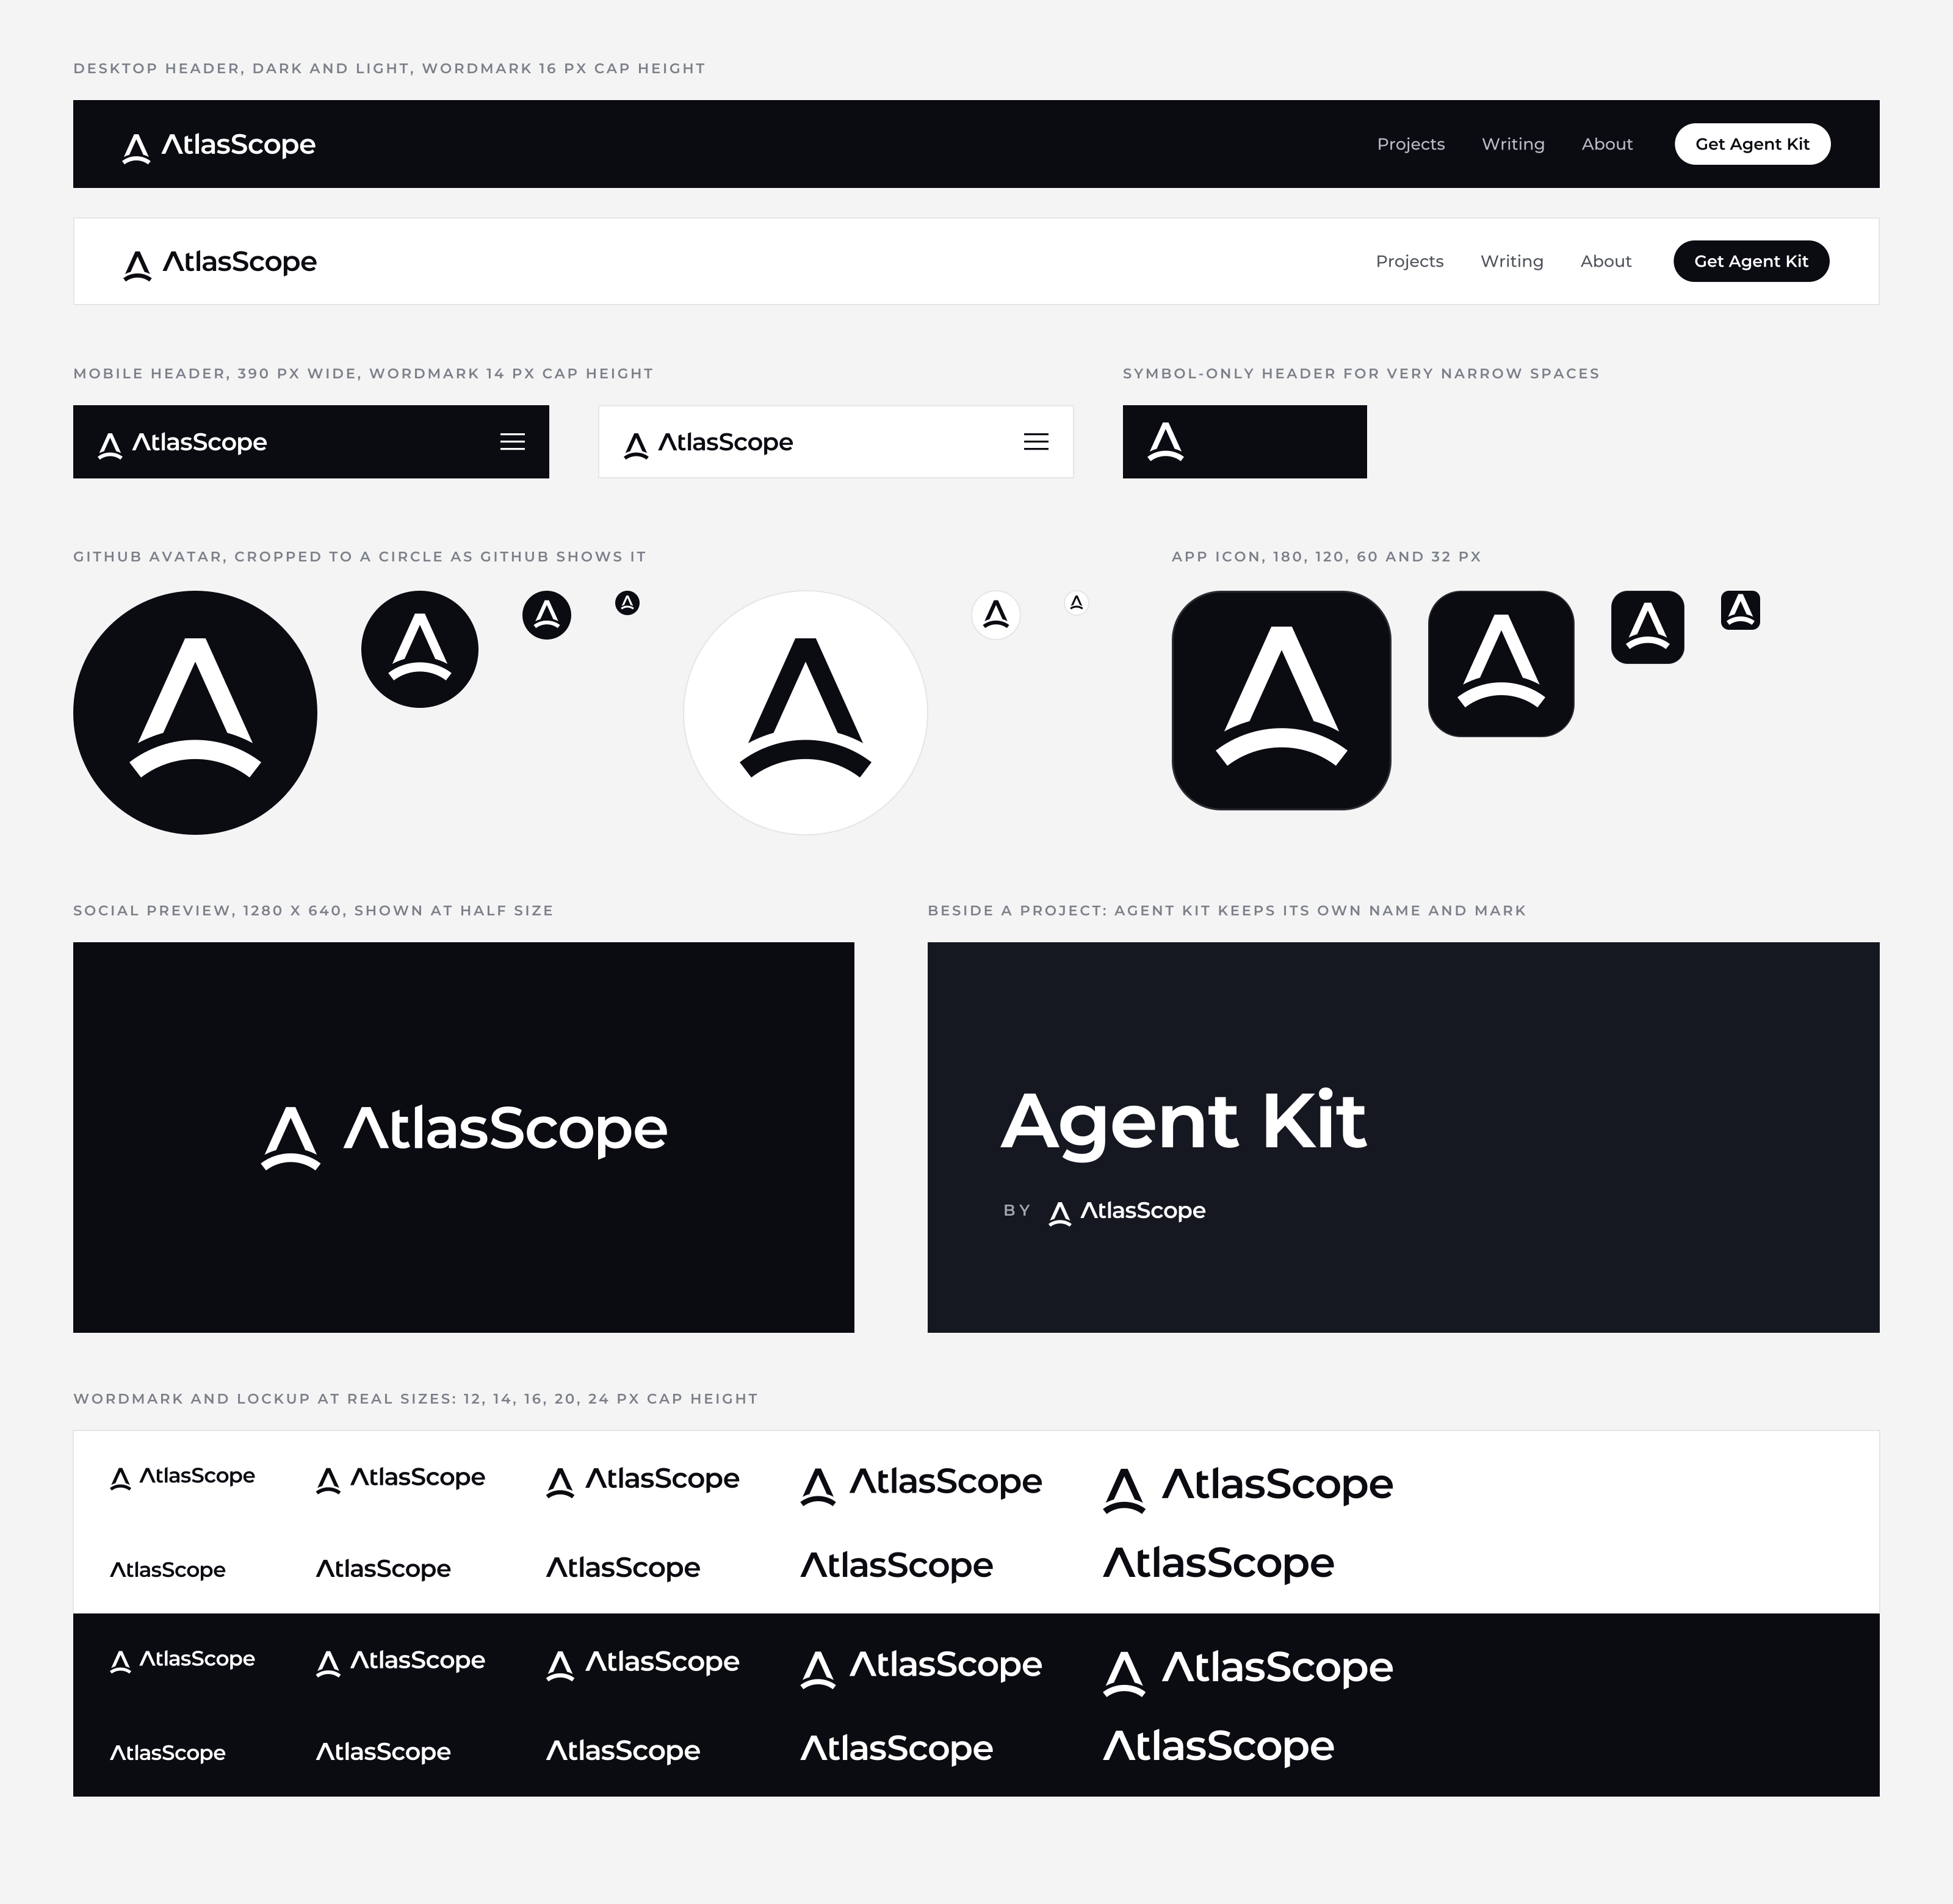 DESKTOP HEADER, DARK AND LIGHT, WORDMARK 16 PX CAP HEIGHT
AtlasScope Projects Writing About Get Agent Kit
AtlasScope Projects Writing About Get Agent Kit
MOBILE HEADER, 390 PX WIDE, WORDMARK 14 PX CAP HEIGHT
AtlasScope
AtlasScope
SYMBOL-ONLY HEADER FOR VERY NARROW SPACES
GITHUB AVATAR, CROPPED TO A CIRCLE AS GITHUB SHOWS IT
APP ICON, 180, 120, 60 AND 32 PX
SOCIAL PREVIEW, 1280 X 640, SHOWN AT HALF SIZE
AtlasScope
BESIDE A PROJECT: AGENT KIT KEEPS ITS OWN NAME AND MARK
Agent Kit
BY AtlasScope
WORDMARK AND LOCKUP AT REAL SIZES: 12, 14, 16, 20, 24 PX CAP HEIGHT
AtlasScope AtlasScope AtlasScope AtlasScope AtlasScope
AtlasScope AtlasScope AtlasScope AtlasScope AtlasScope
AtlasScope AtlasScope AtlasScope AtlasScope AtlasScope
AtlasScope AtlasScope AtlasScope AtlasScope AtlasScope